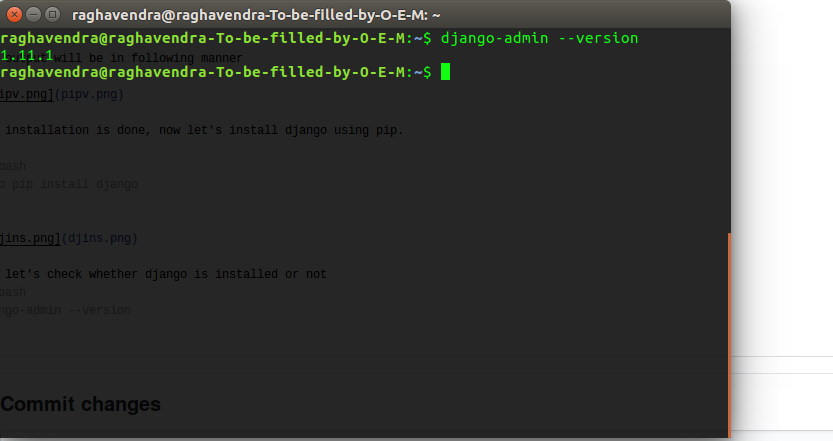 raghavendra@raghavendra-To-be-filled-by-O-E-M: ~
raghavendra@raghavendra-To-be-filled-by-O-E-M:~$ django-admin --version
1.11.1
will be in following manner
raghavendra@raghavendra-To-be-filled-by-O-E-M:~$
ipv.png](pipv.png)
installation is done, now let's install django using pip.
bash
o pip install django
jins.png](djins.png)
let's check whether django is installed or not
bash
ngo-admin --version
Commit changes